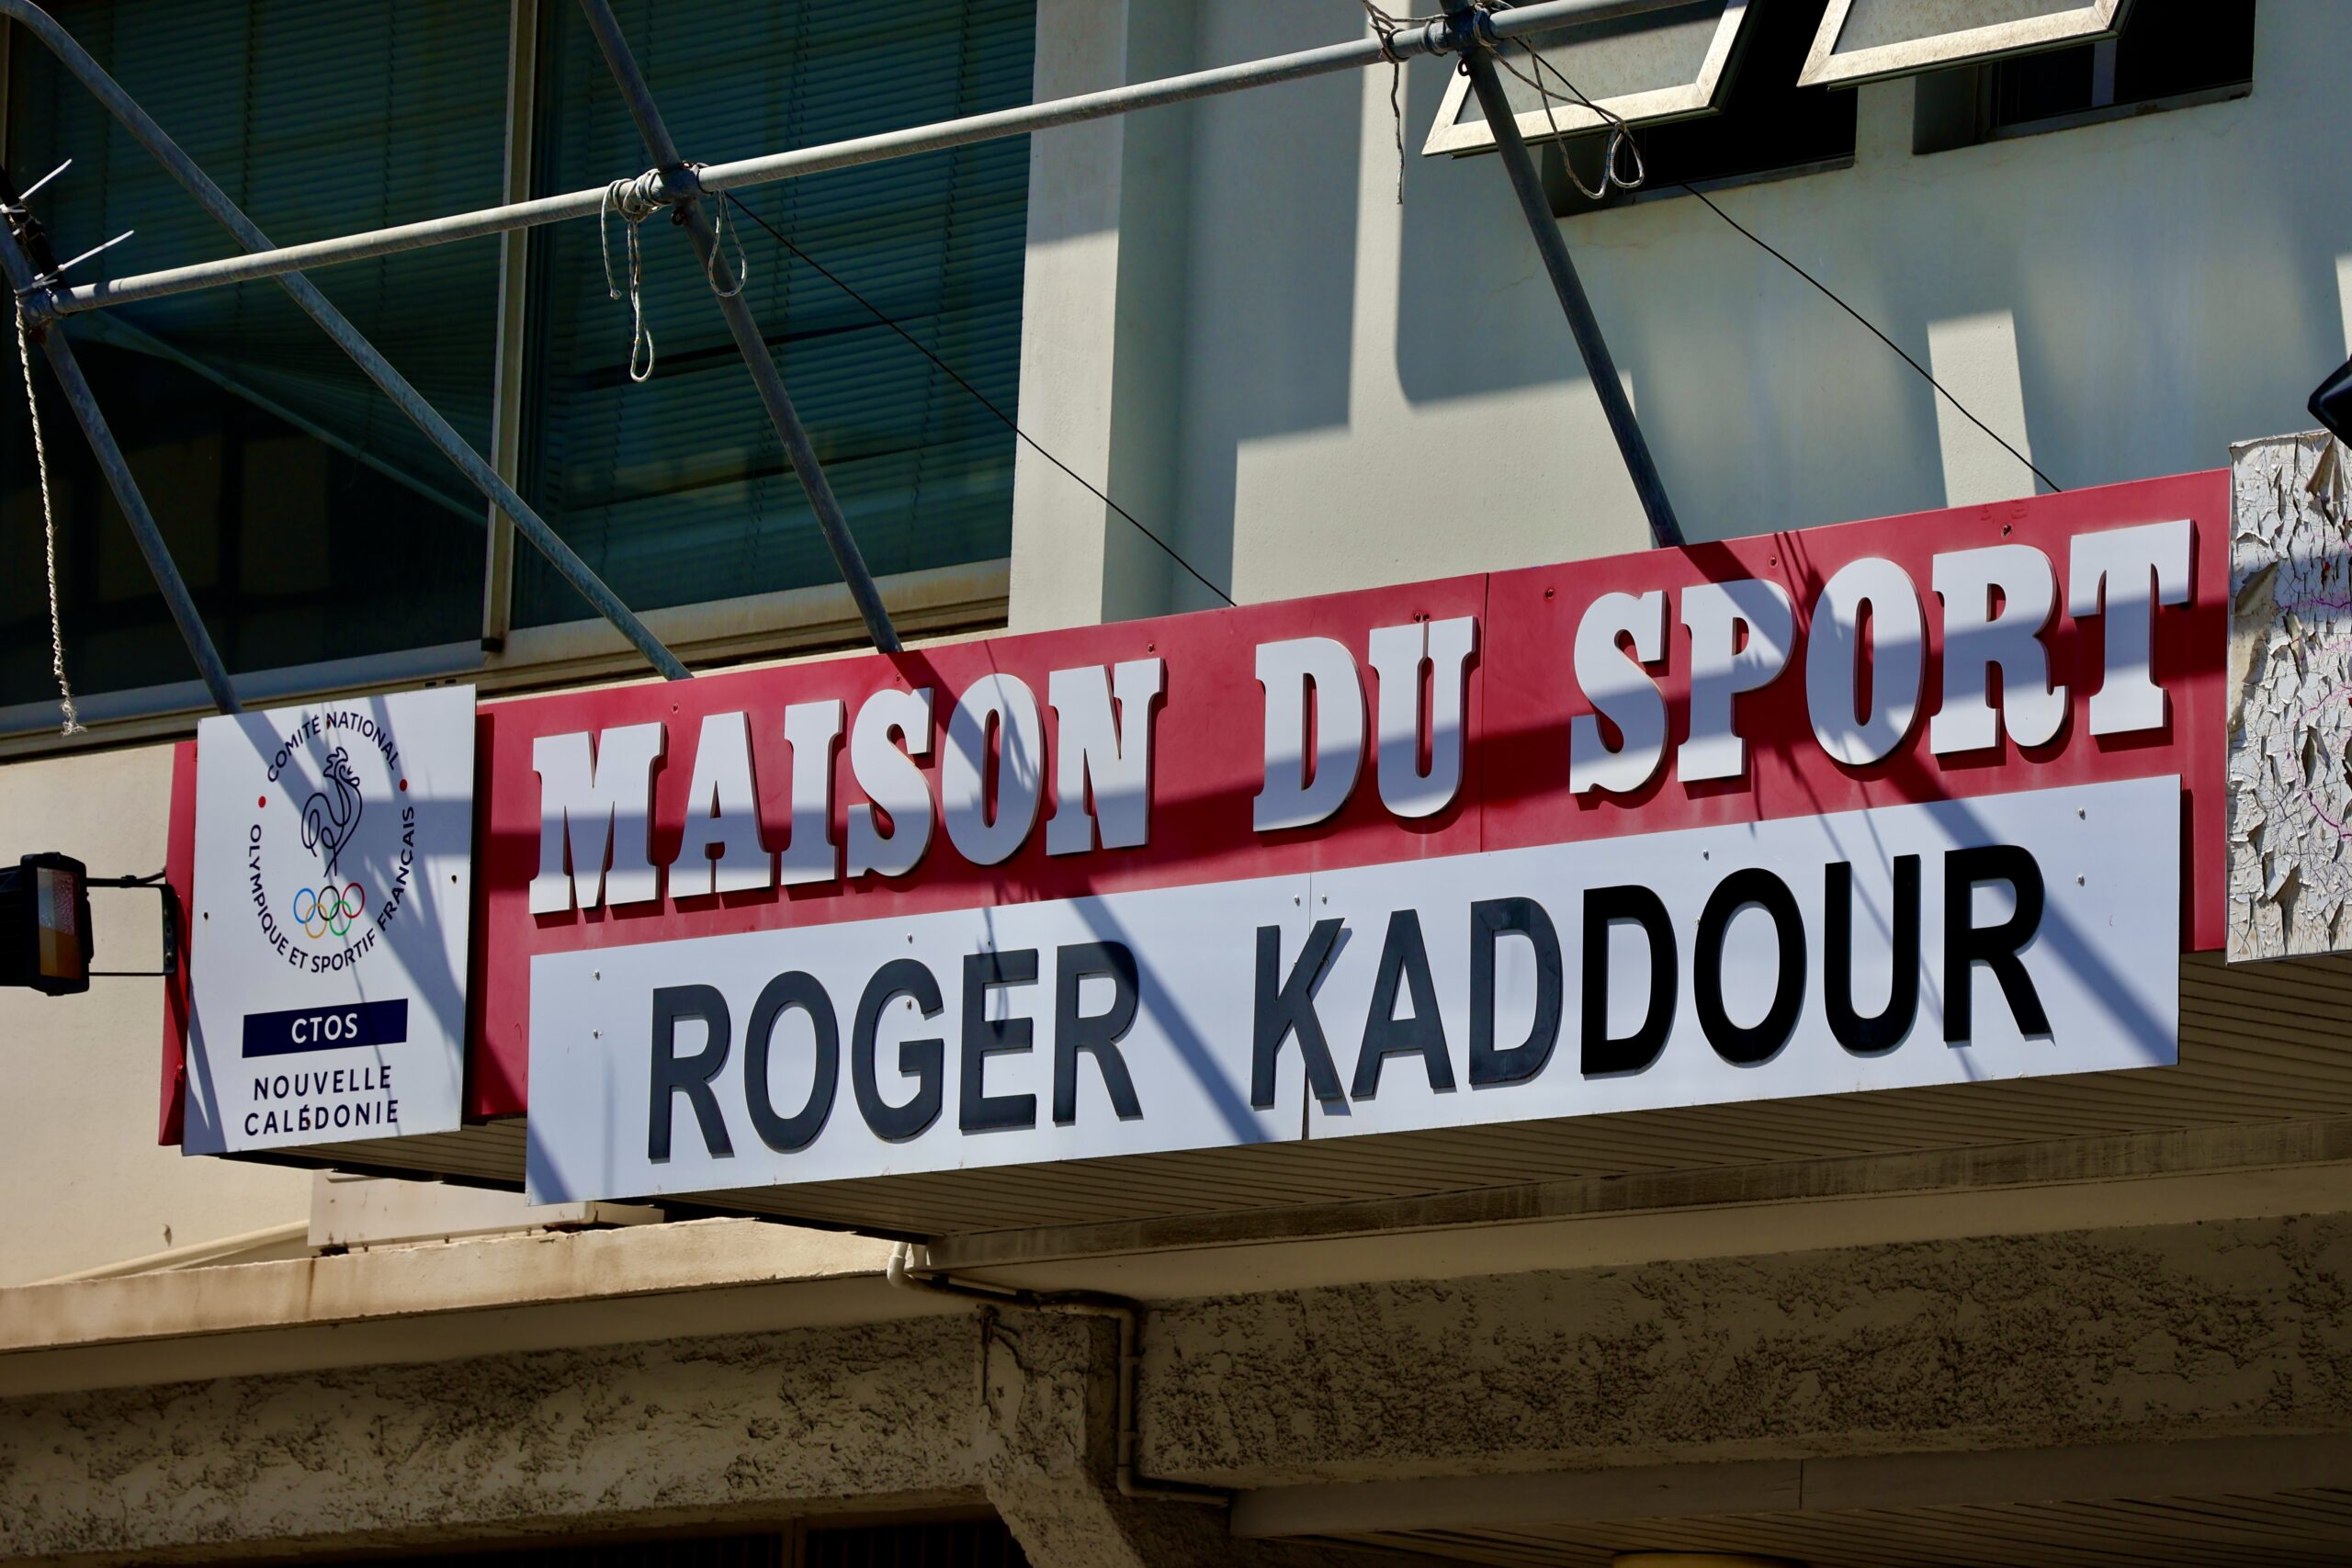 COMITÉ NATIONAL
OLYMPIQUE ET SPORTIF FRANÇAIS
CTOS
NOUVELLE
CALÉDONIE
MAISON DU SPORT
ROGER KADDOUR